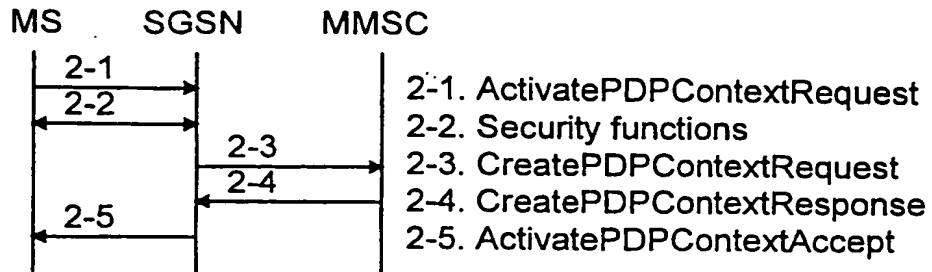 MS SGSN MMSC
2-1
2-2
2-3
2-4
2-5
2-1. ActivatePDPContextRequest
2-2. Security functions
2-3. CreatePDPContextRequest
2-4. CreatePDPContextResponse
2-5. ActivatePDPContextAccept